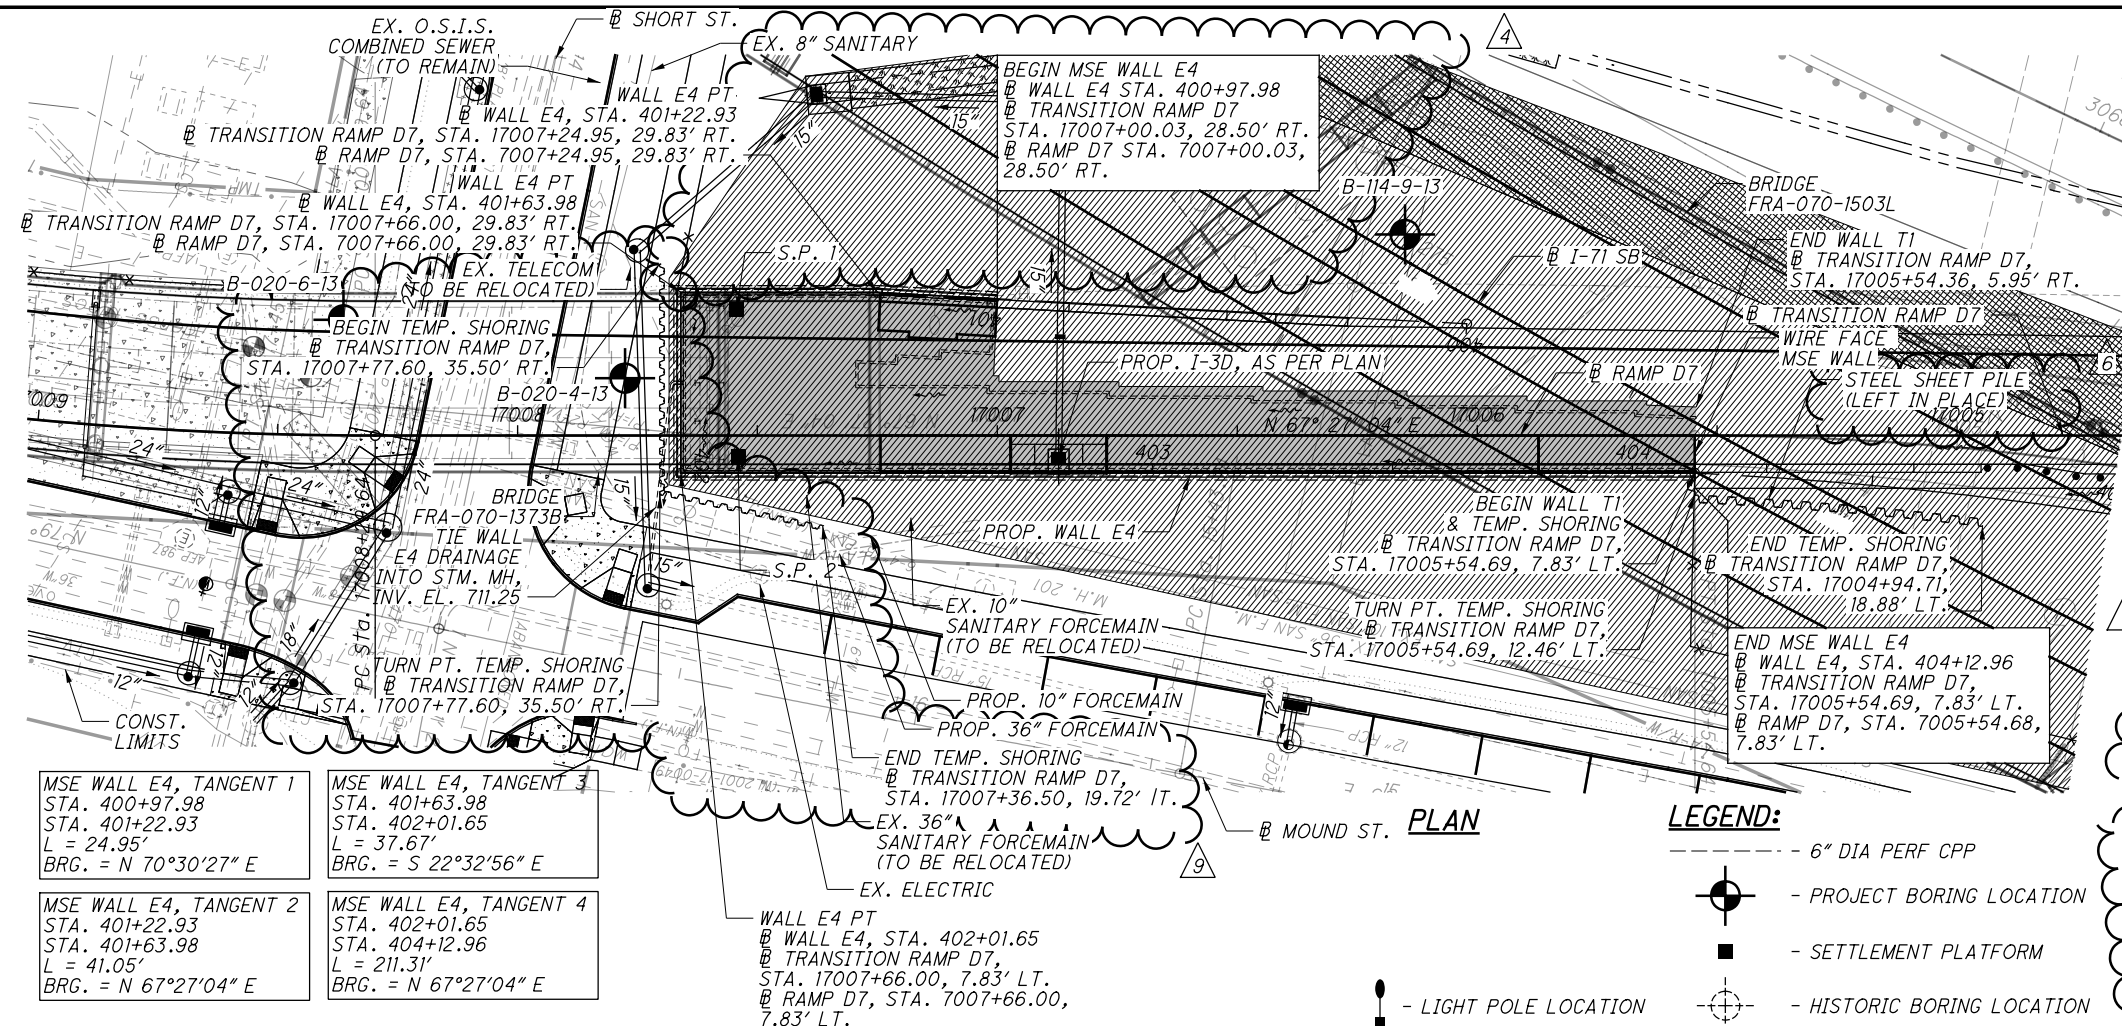 EX. O.S.I.S.
COMBINED SEWER
(TO REMAIN)
℄ SHORT ST.
EX. 8" SANITARY
4
WALL E4 PT
℄ WALL E4, STA. 401+22.93
℄ TRANSITION RAMP D7, STA. 17007+24.95, 29.83' RT.
℄ RAMP D7, STA. 7007+24.95, 29.83' RT.
WALL E4 PT
℄ WALL E4, STA. 401+63.98
℄ TRANSITION RAMP D7, STA. 17007+66.00, 29.83' RT.
℄ RAMP D7, STA. 7007+66.00, 29.83' RT.
BEGIN MSE WALL E4
℄ WALL E4 STA. 400+97.98
℄ TRANSITION RAMP D7
STA. 17007+00.03, 28.50' RT.
℄ RAMP D7 STA. 7007+00.03,
28.50' RT.
15"
15"
B-114-9-13
BRIDGE
FRA-070-1503L
END WALL T1
℄ TRANSITION RAMP D7,
STA. 17005+54.36, 5.95' RT.
℄ I-71 SB
S.P. 1
15"
B-020-6-13
24"
EX. TELECOM
(TO BE RELOCATED)
BEGIN TEMP. SHORING
℄ TRANSITION RAMP D7,
STA. 17007+77.60, 35.50' RT.
B-020-4-13
℄ TRANSITION RAMP D7
WIRE FACE
MSE WALL
6
STEEL SHEET PILE
(LEFT IN PLACE)
PROP. I-3D, AS PER PLAN
℄ RAMP D7
401
400
17009
17008
17007
17006
17005
N 67° 27' 04" E
403
404
24"
24"
24"
12"
15"
15"
BRIDGE
FRA-070-1373B
TIE WALL
E4 DRAINAGE
INTO STM. MH,
INV. EL. 711.25
S.P. 2
PROP. WALL E4
BEGIN WALL T1
& TEMP. SHORING
℄ TRANSITION RAMP D7,
STA. 17005+54.69, 7.83' LT.
END TEMP. SHORING
℄ TRANSITION RAMP D7,
STA. 17004+94.71,
18.88' LT.
EX. 10"
SANITARY FORCEMAIN
(TO BE RELOCATED)
TURN PT. TEMP. SHORING
℄ TRANSITION RAMP D7,
STA. 17005+54.69, 12.46' LT.
END MSE WALL E4
℄ WALL E4, STA. 404+12.96
℄ TRANSITION RAMP D7,
STA. 17005+54.69, 7.83' LT.
℄ RAMP D7, STA. 7005+54.68,
7.83' LT.
TURN PT. TEMP. SHORING
℄ TRANSITION RAMP D7,
STA. 17007+77.60, 35.50' RT.
18"
12"
12"
12"
12"
CONST.
LIMITS
PROP. 10" FORCEMAIN
PROP. 36" FORCEMAIN
END TEMP. SHORING
℄ TRANSITION RAMP D7,
STA. 17007+36.50, 19.72' lT.
EX. 36"
SANITARY FORCEMAIN
(TO BE RELOCATED)
EX. ELECTRIC
℄ MOUND ST.
9
WALL E4 PT
℄ WALL E4, STA. 402+01.65
℄ TRANSITION RAMP D7,
STA. 17007+66.00, 7.83' LT.
℄ RAMP D7, STA. 7007+66.00,
7.83' LT.
MSE WALL E4, TANGENT 1
STA. 400+97.98
STA. 401+22.93
L = 24.95'
BRG. = N 70°30'27" E
MSE WALL E4, TANGENT 3
STA. 401+63.98
STA. 402+01.65
L = 37.67'
BRG. = S 22°32'56" E
MSE WALL E4, TANGENT 2
STA. 401+22.93
STA. 401+63.98
L = 41.05'
BRG. = N 67°27'04" E
MSE WALL E4, TANGENT 4
STA. 402+01.65
STA. 404+12.96
L = 211.31'
BRG. = N 67°27'04" E
PLAN
LEGEND:
- 6" DIA PERF CPP
- PROJECT BORING LOCATION
- SETTLEMENT PLATFORM
- LIGHT POLE LOCATION
- HISTORIC BORING LOCATION